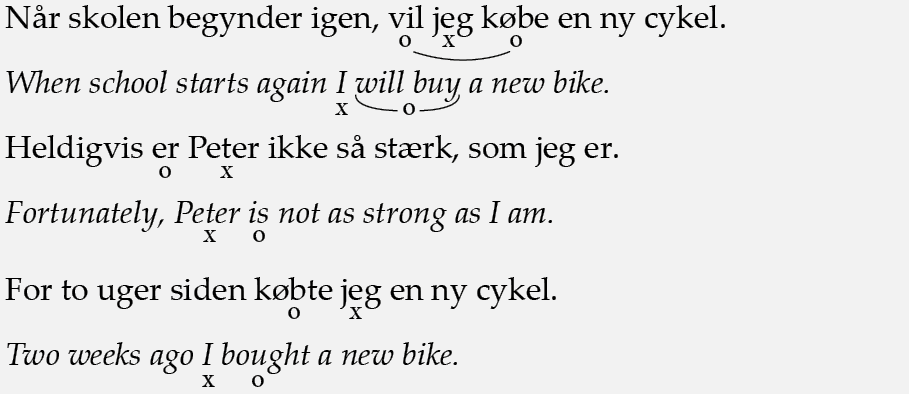 Når skolen begynder igen, vil jeg købe en ny cykel.
o x o
When school starts again I will buy a new bike.
x o
Heldigvis er Peter ikke så stærk, som jeg er.
o x
Fortunately, Peter is not as strong as I am.
x o
For to uger siden købte jeg en ny cykel.
o x
Two weeks ago I bought a new bike.
x o